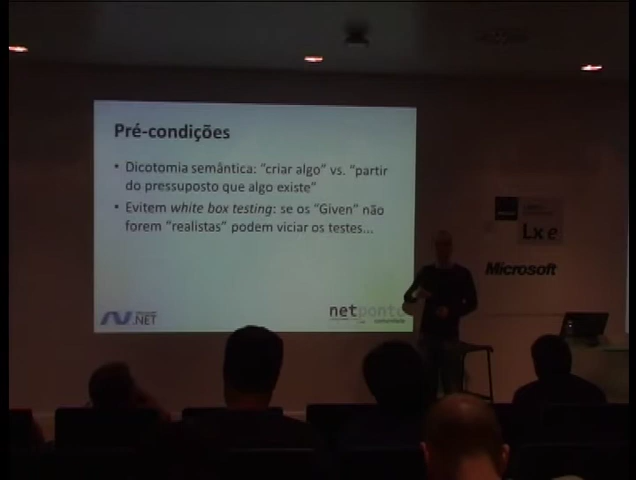 Pré-condições
• Dicotomia semântica: “criar algo” vs. “partir
do pressuposto que algo existe”
• Evitem white box testing: se os “Given” não
forem “realistas” podem viciar os testes...
.NET
netponto
comunidade
Lx e
Microsoft